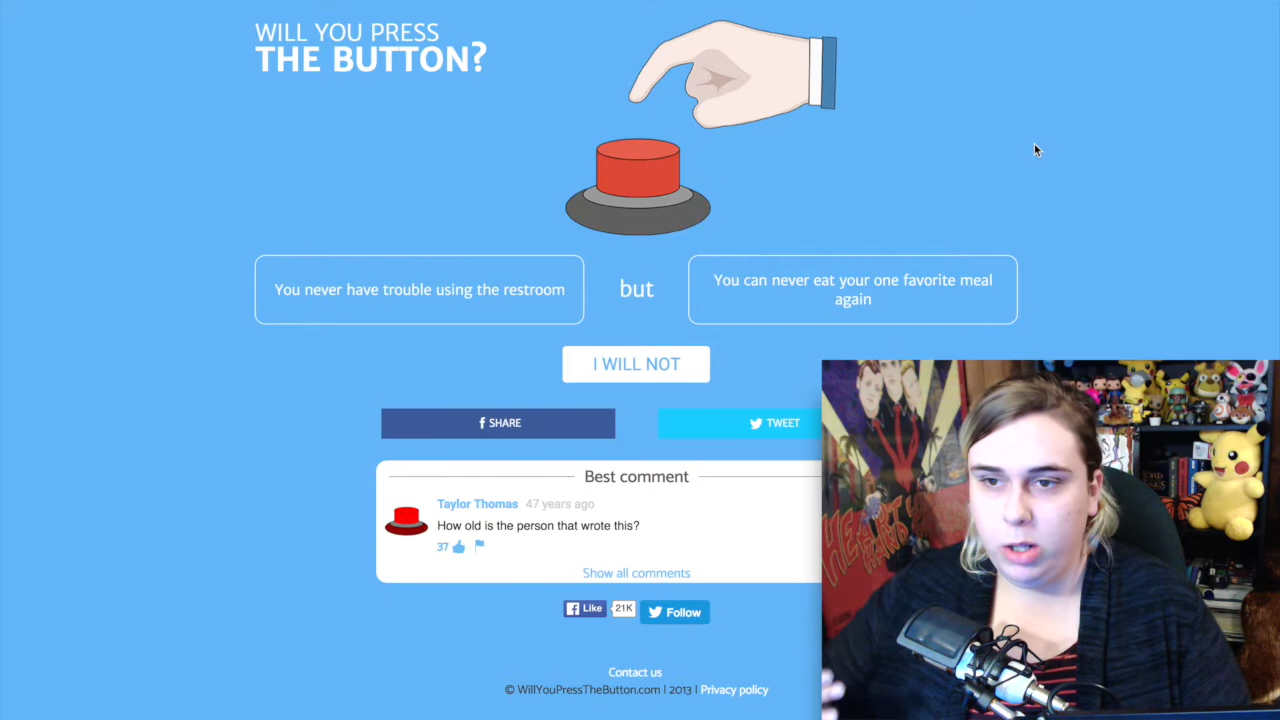 WILL YOU PRESS
THE BUTTON?
You never have trouble using the restroom
but
You can never eat your one favorite meal
again
I WILL NOT
SHARE
TWEET
Best comment
Taylor Thomas 47 years ago
How old is the person that wrote this?
37
Show all comments
Like 21K Follow
Contact us
© WillYouPressTheButton.com | 2013 | Privacy policy
HEART